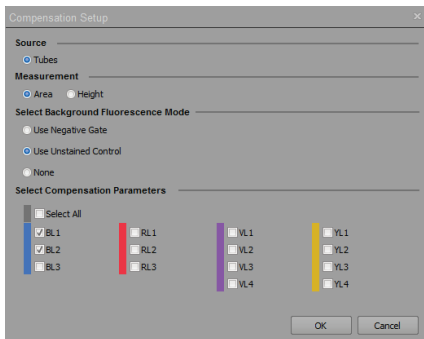 Compensation Setup
Source
Tubes
Measurement
Area Height
Select Background Fluorescence Mode
Use Negative Gate
Use Unstained Control
None
Select Compensation Parameters
Select All
BL1 RL1 VL1 YL1
BL2 RL2 VL2 YL2
BL3 RL3 VL3 YL3
VL4 YL4
OK Cancel